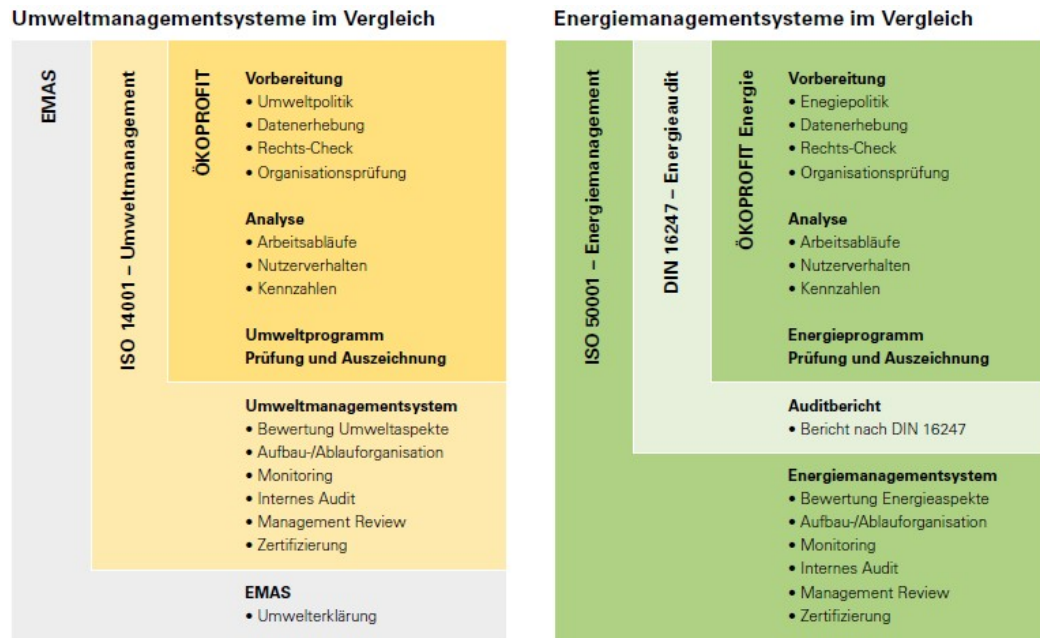 Umweltmanagementsysteme im Vergleich
EMAS
ISO 14001 – Umweltmanagement
ÖKOPROFIT
Vorbereitung
• Umweltpolitik
• Datenerhebung
• Rechts-Check
• Organisationsprüfung
Analyse
• Arbeitsabläufe
• Nutzerverhalten
• Kennzahlen
Umweltprogramm
Prüfung und Auszeichnung
Umweltmanagementsystem
• Bewertung Umweltaspekte
• Aufbau-/Ablauforganisation
• Monitoring
• Internes Audit
• Management Review
• Zertifizierung
EMAS
• Umwelterklärung
Energiemanagementsysteme im Vergleich
ISO 50001 – Energiemanagement
DIN 16247 – Energieaudit
ÖKOPROFIT Energie
Vorbereitung
• Enegiepolitik
• Datenerhebung
• Rechts-Check
• Organisationsprüfung
Analyse
• Arbeitsabläufe
• Nutzerverhalten
• Kennzahlen
Energieprogramm
Prüfung und Auszeichnung
Auditbericht
• Bericht nach DIN 16247
Energiemanagementsystem
• Bewertung Energieaspekte
• Aufbau-/Ablauforganisation
• Monitoring
• Internes Audit
• Management Review
• Zertifizierung